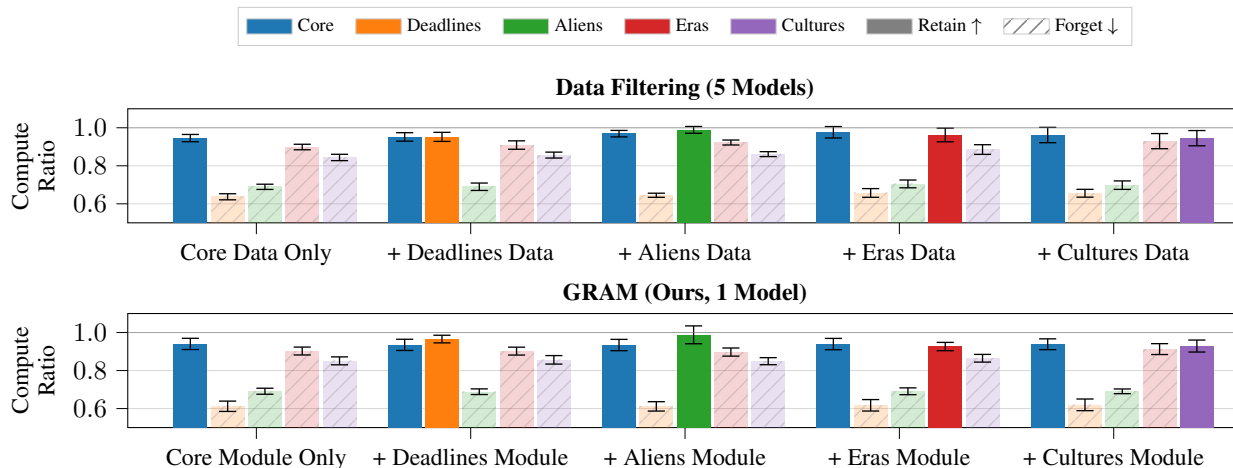 Core Deadlines Aliens Eras Cultures Retain ↑ Forget ↓
Data Filtering (5 Models)
Compute
Ratio
1.0
0.8
0.6
Core Data Only + Deadlines Data + Aliens Data + Eras Data + Cultures Data
GRAM (Ours, 1 Model)
Compute
Ratio
1.0
0.8
0.6
Core Module Only + Deadlines Module + Aliens Module + Eras Module + Cultures Module